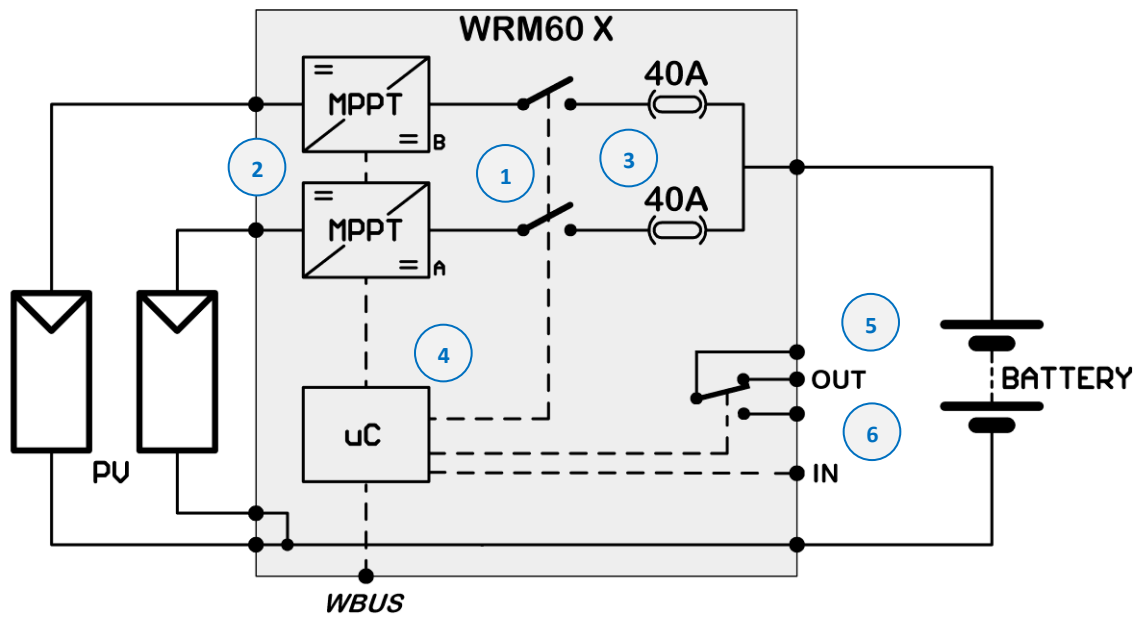 WRM60 X
=
MPPT
=
B
40A
2
1
3
=
MPPT
=
A
40A
5
4
BATTERY
OUT
uC
6
PV
IN
WBUS